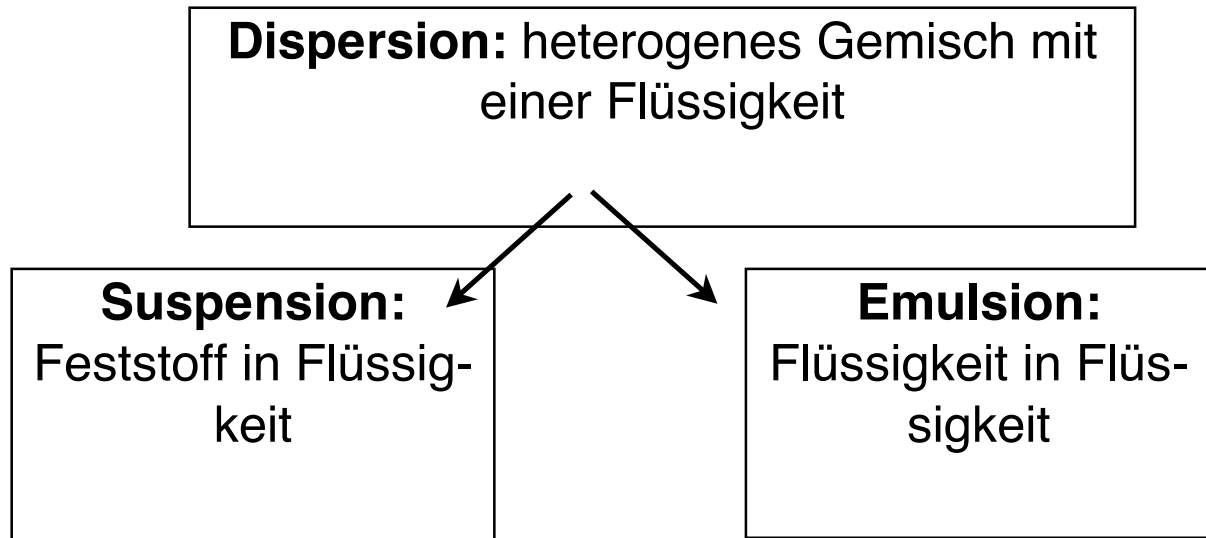 Dispersion: heterogenes Gemisch mit
einer Flüssigkeit
Suspension:
Feststoff in Flüssig-
keit
Emulsion:
Flüssigkeit in Flüs-
sigkeit